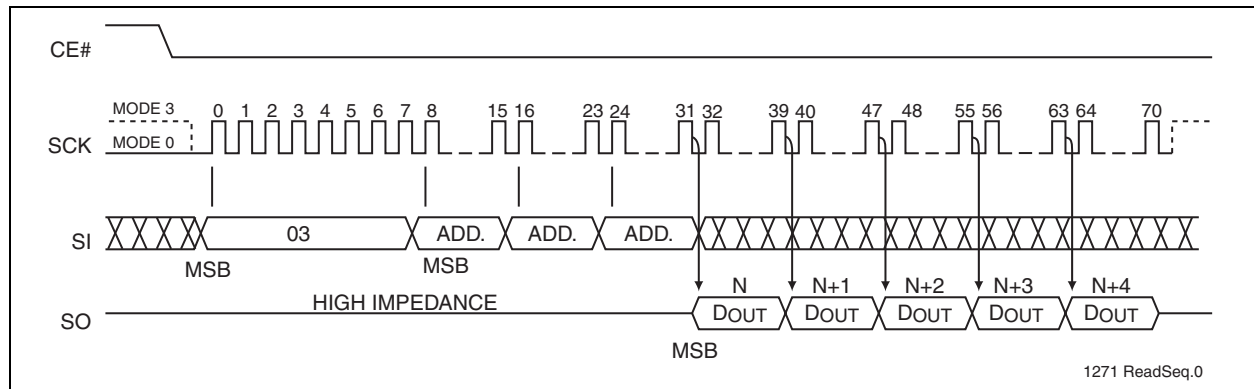 CE#
MODE 3
0 1 2 3 4 5 6 7 8 15 16 23 24 31 32 39 40 47 48 55 56 63 64 70
SCK
MODE 0
SI
03
ADD.
ADD.
ADD.
MSB
MSB
N
N+1
N+2
N+3
N+4
HIGH IMPEDANCE
SO
DOUT
DOUT
DOUT
DOUT
DOUT
MSB
1271 ReadSeq.0